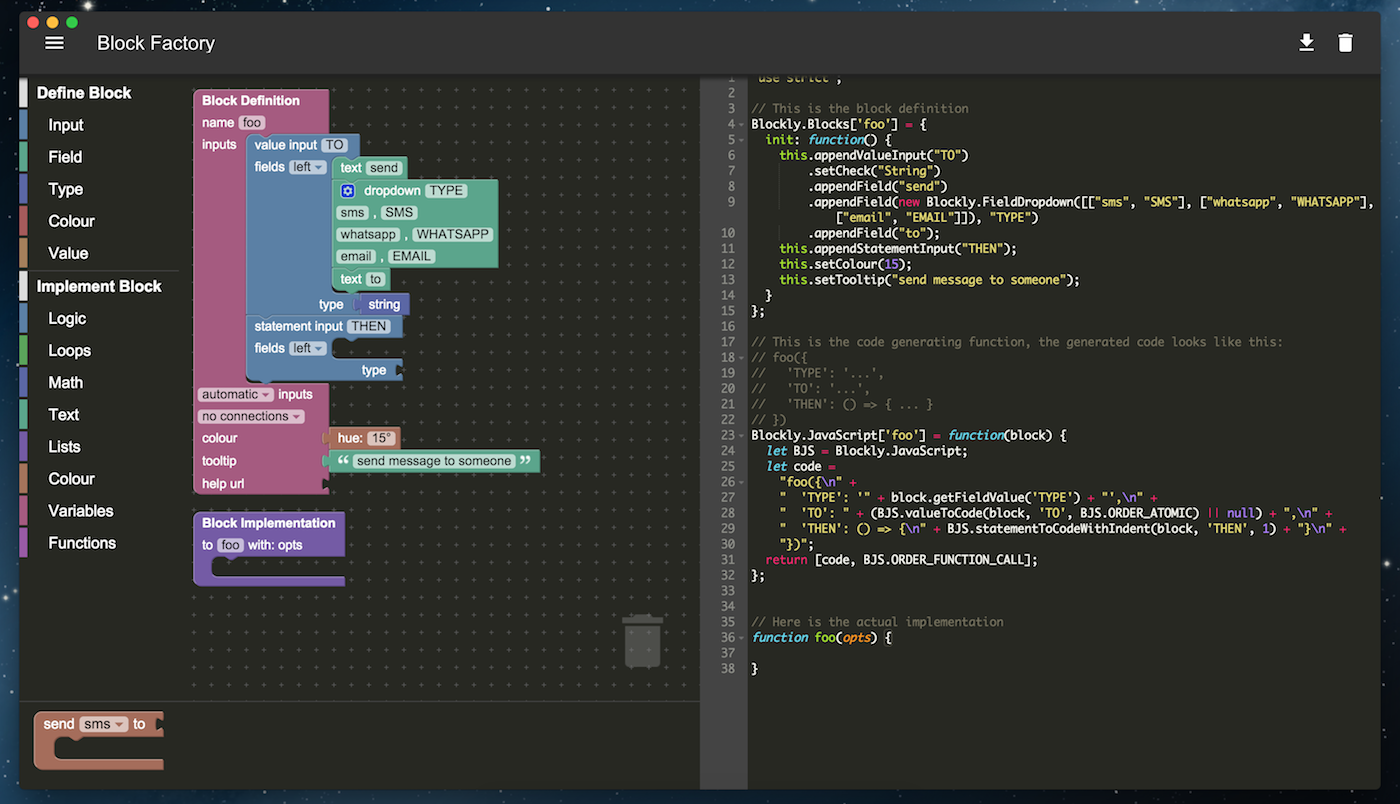 Block Factory
Define Block
Input
Field
Type
Colour
Value
Implement Block
Logic
Loops
Math
Text
Lists
Colour
Variables
Functions
Block Definition
name foo
inputs
value input TO
fields left
text send
dropdown TYPE
sms , SMS
whatsapp , WHATSAPP
email , EMAIL
text to
type string
statement input THEN
fields left
type
automatic inputs
no connections
colour hue: 15°
tooltip “ send message to someone ”
help url
Block Implementation
to foo with: opts
send sms to
1 'use strict';
2
3 // This is the block definition
4 Blockly.Blocks['foo'] = {
5   init: function() {
6     this.appendValueInput("TO")
7         .setCheck("String")
8         .appendField("send")
9         .appendField(new Blockly.FieldDropdown([["sms", "SMS"], ["whatsapp", "WHATSAPP"],
            ["email", "EMAIL"]]), "TYPE")
10         .appendField("to");
11     this.appendStatementInput("THEN");
12     this.setColour(15);
13     this.setTooltip("send message to someone");
14   }
15 };
16
17 // This is the code generating function, the generated code looks like this:
18 // foo({
19 //   'TYPE': '...',
20 //   'TO': '...',
21 //   'THEN': () => { ... }
22 // })
23 Blockly.JavaScript['foo'] = function(block) {
24   let BJS = Blockly.JavaScript;
25   let code =
26     "foo({\n" +
27     "  'TYPE': '" + block.getFieldValue('TYPE') + "',\n" +
28     "  'TO': " + (BJS.valueToCode(block, 'TO', BJS.ORDER_ATOMIC) || null) + ",\n" +
29     "  'THEN': () => {\n" + BJS.statementToCodeWithIndent(block, 'THEN', 1) + "}\n" +
30     "})";
31   return [code, BJS.ORDER_FUNCTION_CALL];
32 };
33
34
35 // Here is the actual implementation
36 function foo(opts) {
37
38 }